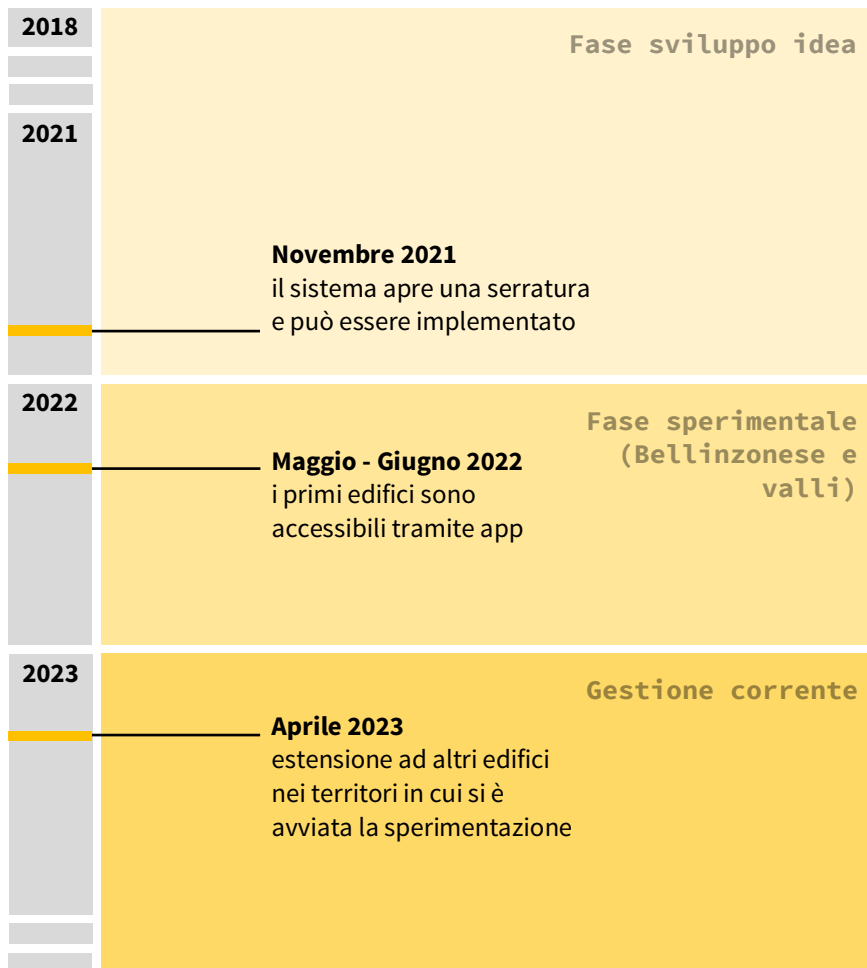 2018
Fase sviluppo idea
2021
Novembre 2021
il sistema apre una serratura
e può essere implementato
2022
Fase sperimentale
(Bellinzonese e
valli)
Maggio - Giugno 2022
i primi edifici sono
accessibili tramite app
2023
Gestione corrente
Aprile 2023
estensione ad altri edifici
nei territori in cui si è
avviata la sperimentazione